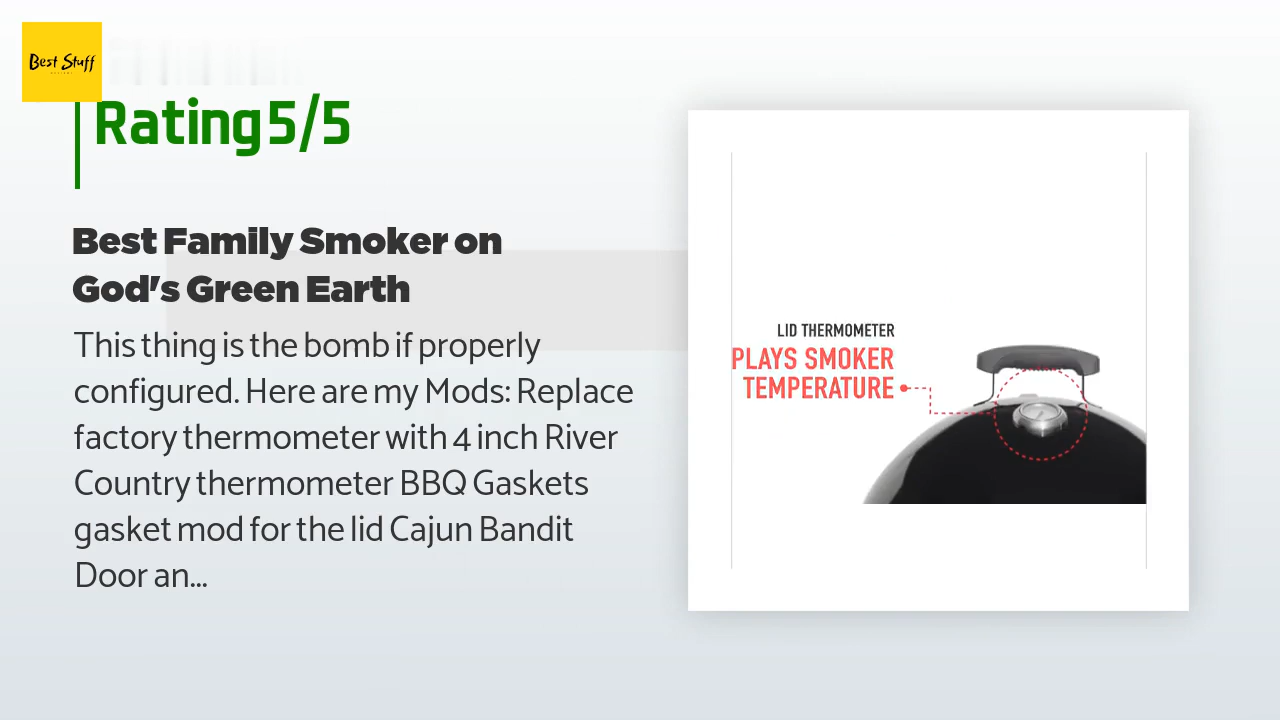 Best Stuff
Rating 5/5
Best Family Smoker on
God's Green Earth
This thing is the bomb if properly
configured. Here are my Mods: Replace
factory thermometer with 4 inch River
Country thermometer BBQ Gaskets
gasket mod for the lid Cajun Bandit
Door an...
LID THERMOMETER
PLAYS SMOKER
TEMPERATURE